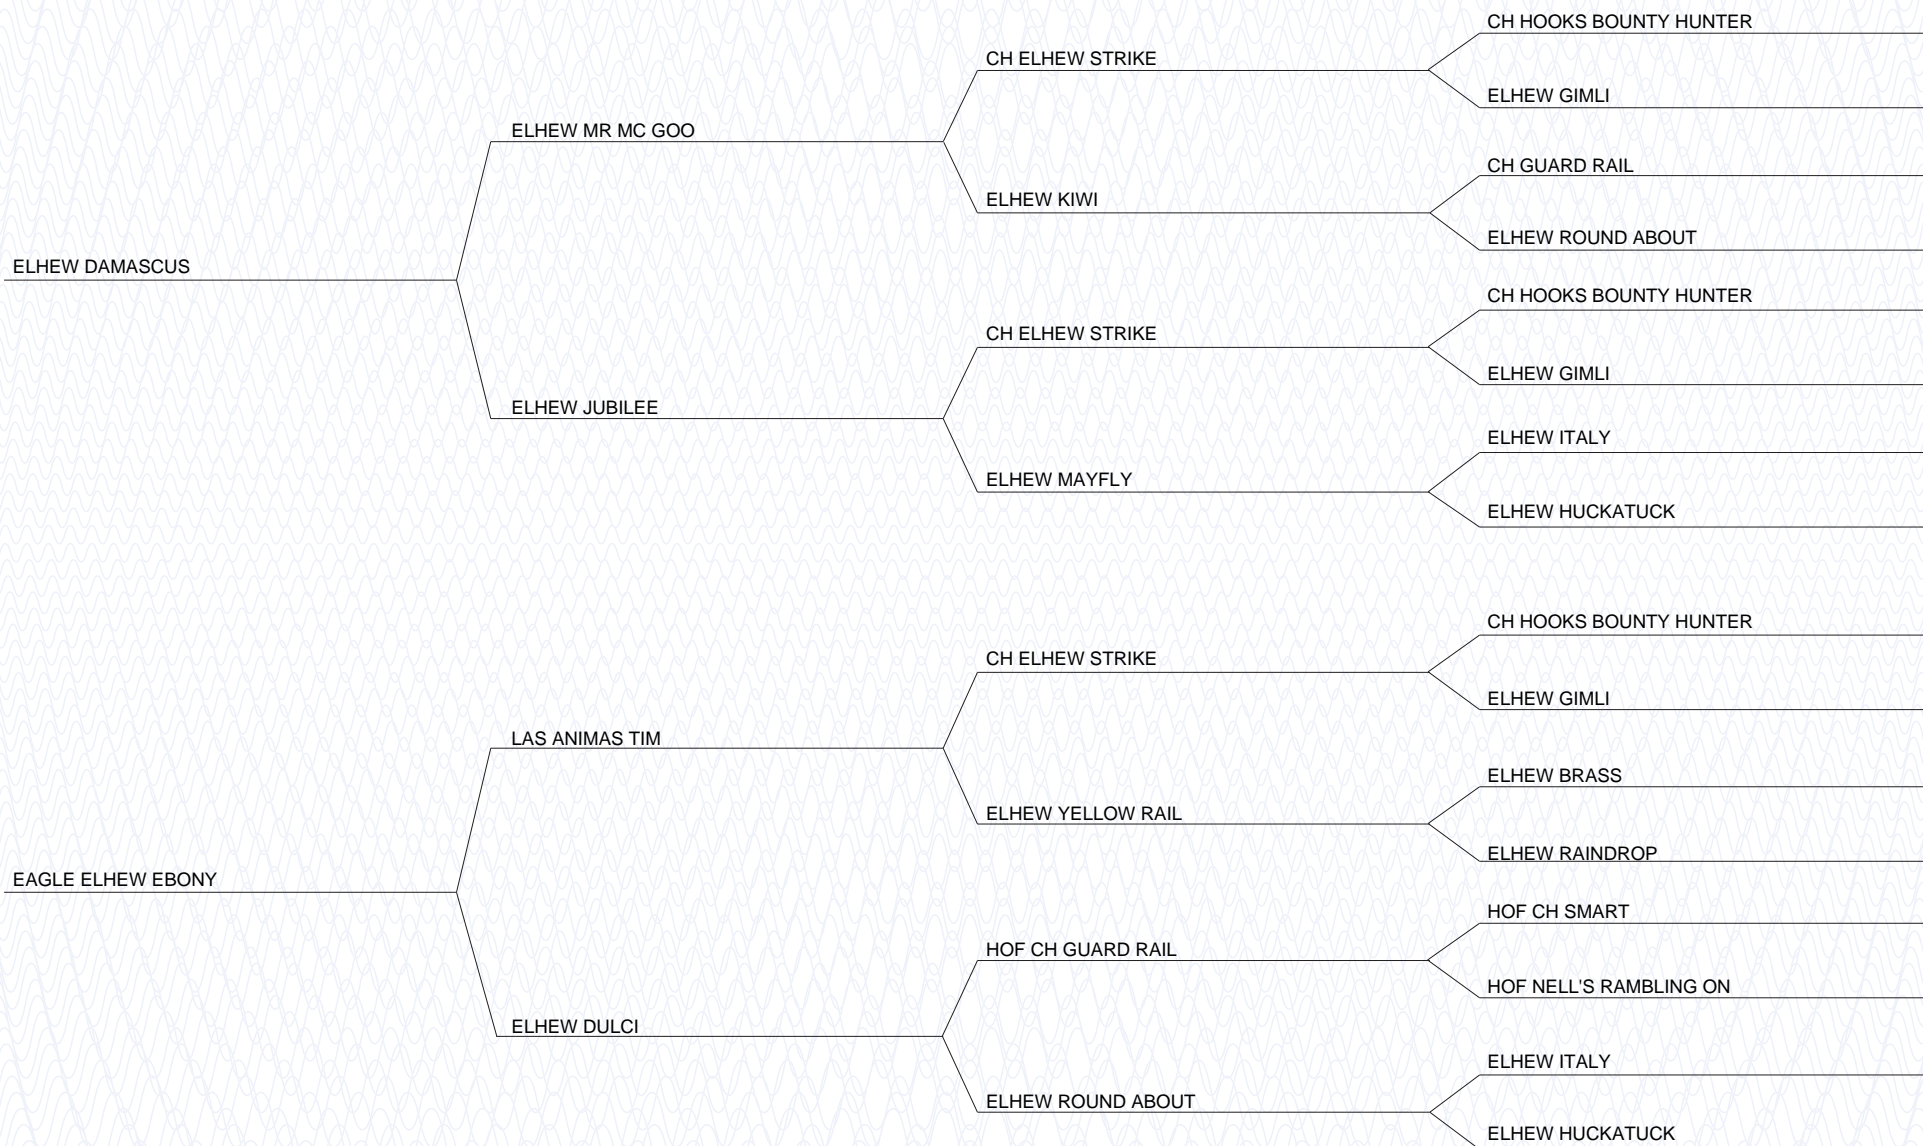 CH HOOKS BOUNTY HUNTER
CH ELHEW STRIKE
ELHEW GIMLI
ELHEW MR MC GOO
CH GUARD RAIL
ELHEW KIWI
ELHEW ROUND ABOUT
ELHEW DAMASCUS
CH HOOKS BOUNTY HUNTER
CH ELHEW STRIKE
ELHEW GIMLI
ELHEW JUBILEE
ELHEW ITALY
ELHEW MAYFLY
ELHEW HUCKATUCK
CH HOOKS BOUNTY HUNTER
CH ELHEW STRIKE
ELHEW GIMLI
LAS ANIMAS TIM
ELHEW BRASS
ELHEW YELLOW RAIL
ELHEW RAINDROP
EAGLE ELHEW EBONY
HOF CH SMART
HOF CH GUARD RAIL
HOF NELL'S RAMBLING ON
ELHEW DULCI
ELHEW ITALY
ELHEW ROUND ABOUT
ELHEW HUCKATUCK